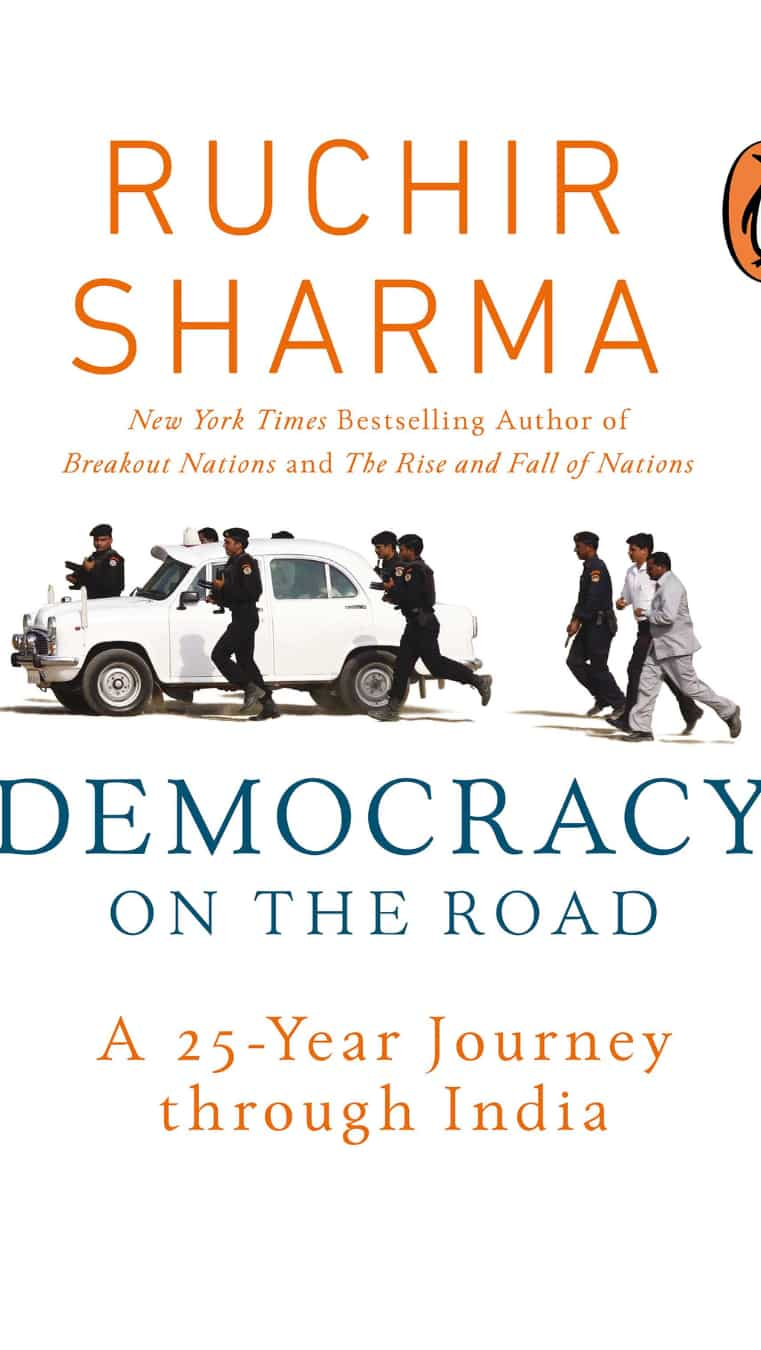 RUCHIR
SHARMA
New York Times Bestselling Author of
Breakout Nations and The Rise and Fall of Nations
DEMOCRACY
ON THE ROAD
A 25-Year Journey
through India